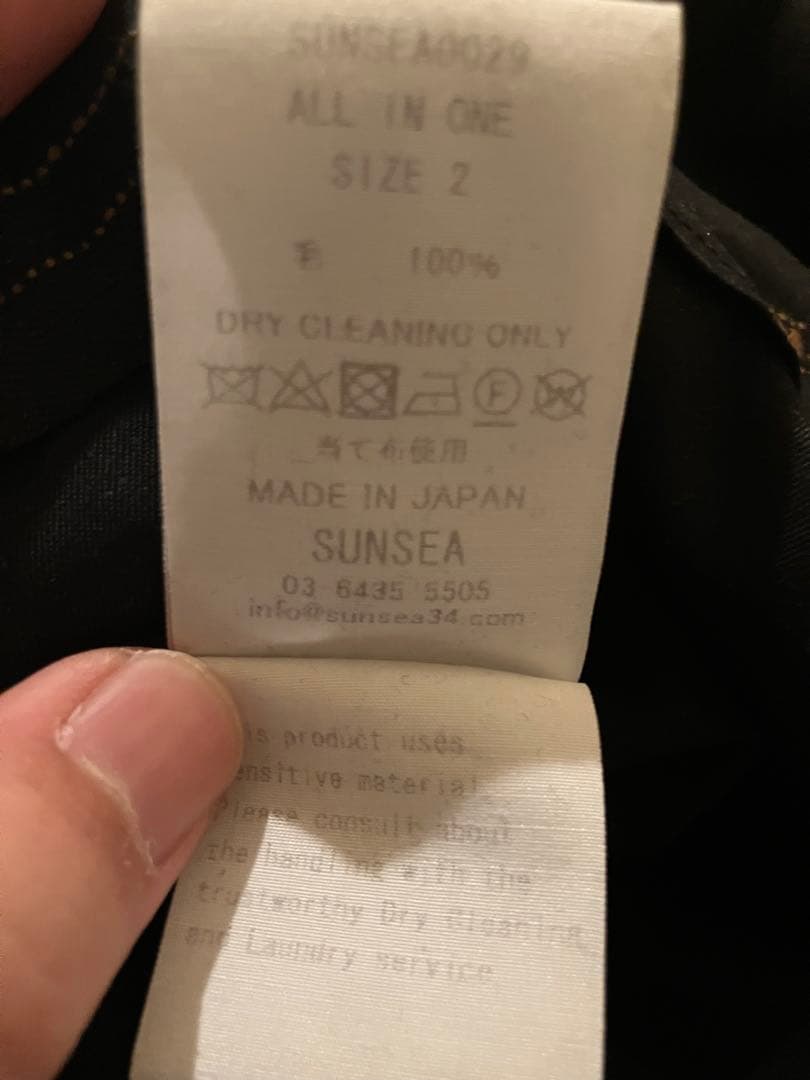 SUNSEA0029
ALL IN ONE
SIZE 2
毛 100%
DRY CLEANING ONLY
F W
当て布使用
MADE IN JAPAN
SUNSEA
03 6435 5505
info@sunsea34.com
is product uses
ensitive material
Please consult about
the handling with the
trustworthy Dry Cleaning
and Laundry service